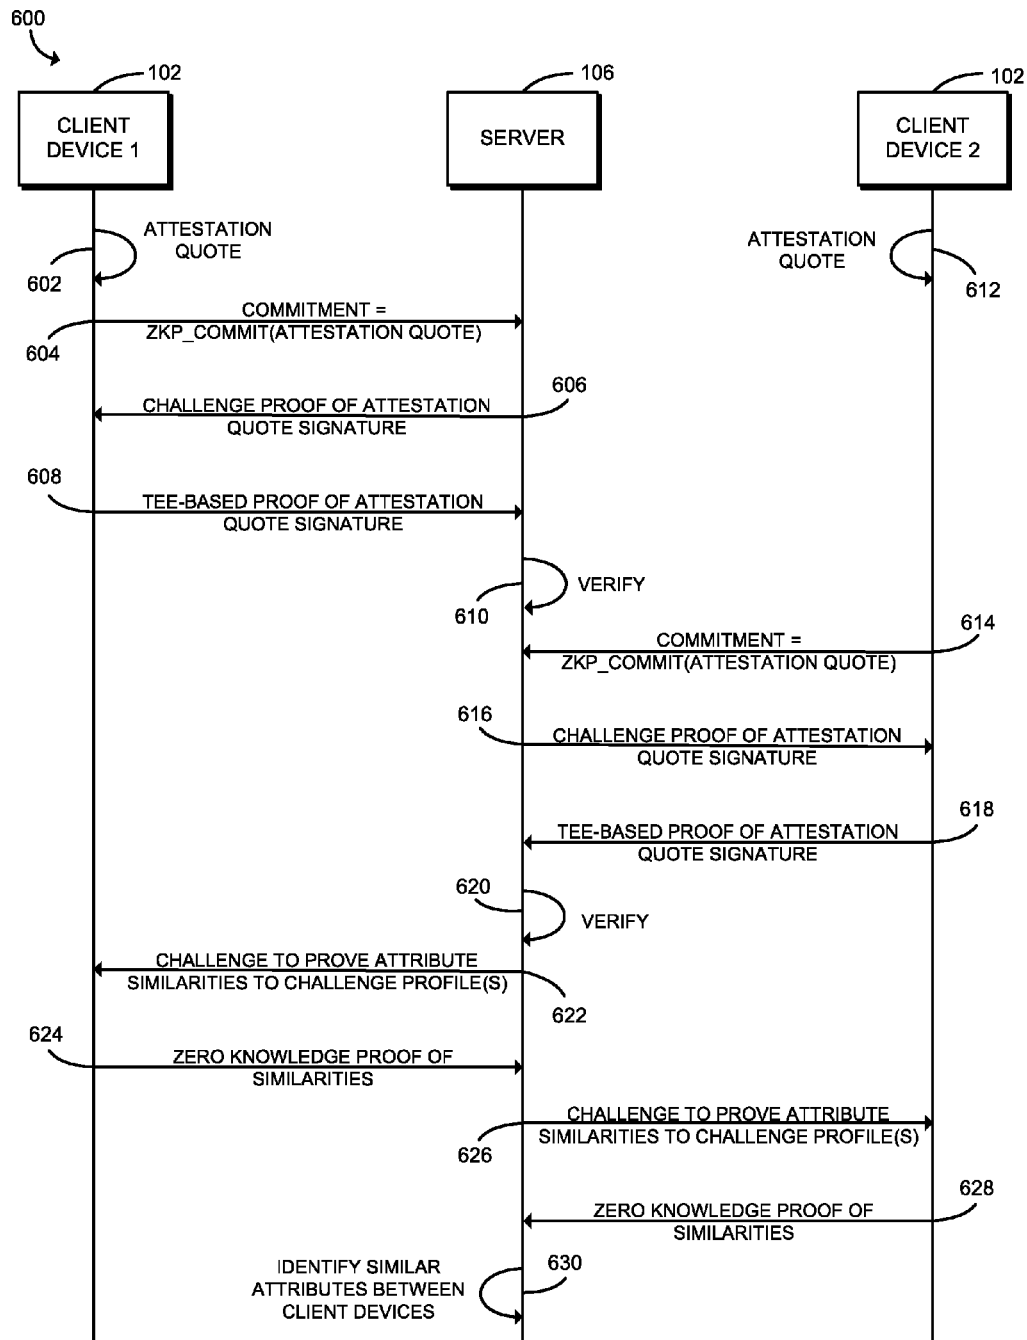 600
102
106
102
CLIENT
DEVICE 1
SERVER
CLIENT
DEVICE 2
ATTESTATION
QUOTE
602
ATTESTATION
QUOTE
612
COMMITMENT =
ZKP_COMMIT(ATTESTATION QUOTE)
604
606
CHALLENGE PROOF OF ATTESTATION
QUOTE SIGNATURE
608
TEE-BASED PROOF OF ATTESTATION
QUOTE SIGNATURE
VERIFY
610
614
COMMITMENT =
ZKP_COMMIT(ATTESTATION QUOTE)
616
CHALLENGE PROOF OF ATTESTATION
QUOTE SIGNATURE
618
TEE-BASED PROOF OF ATTESTATION
QUOTE SIGNATURE
620
VERIFY
CHALLENGE TO PROVE ATTRIBUTE
SIMILARITIES TO CHALLENGE PROFILE(S)
622
624
ZERO KNOWLEDGE PROOF OF
SIMILARITIES
CHALLENGE TO PROVE ATTRIBUTE
SIMILARITIES TO CHALLENGE PROFILE(S)
626
628
ZERO KNOWLEDGE PROOF OF
SIMILARITIES
630
IDENTIFY SIMILAR
ATTRIBUTES BETWEEN
CLIENT DEVICES